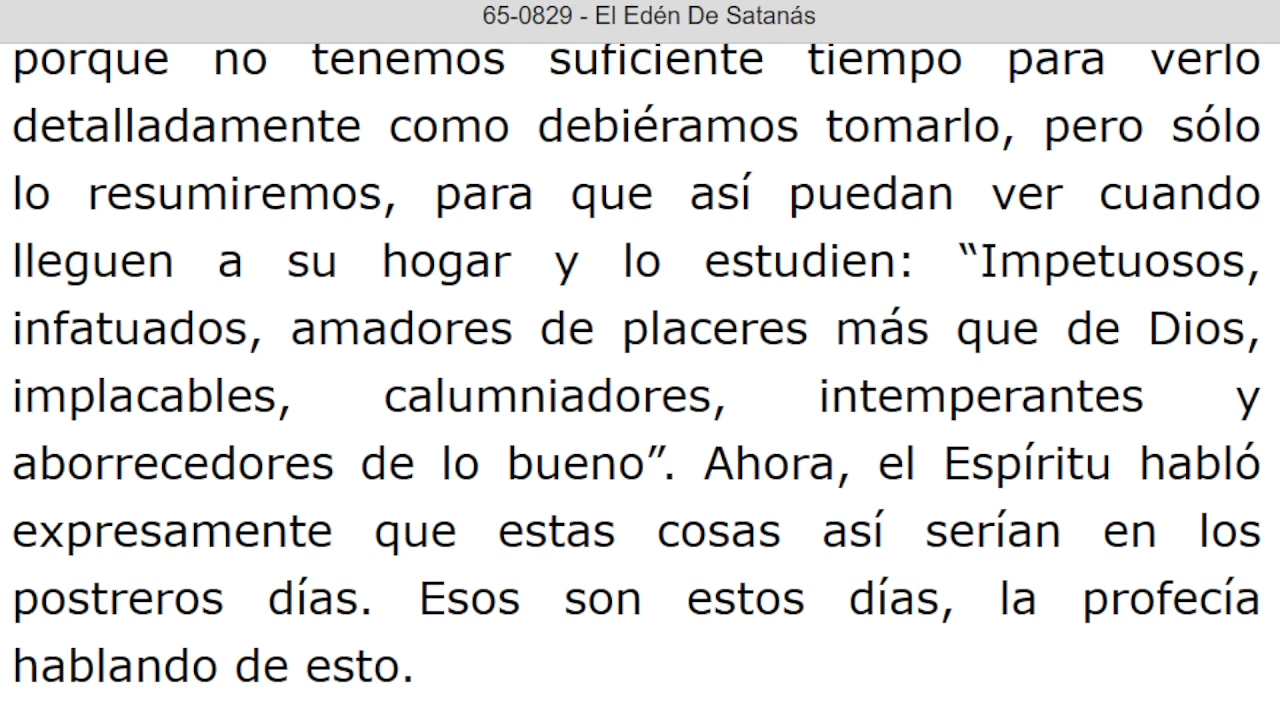 65-0829 - El Edén De Satanás
porque no tenemos suficiente tiempo para verlo
detalladamente como debiéramos tomarlo, pero sólo
lo resumiremos, para que así puedan ver cuando
lleguen a su hogar y lo estudien: “Impetuosos,
infatuados, amadores de placeres más que de Dios,
implacables, calumniadores, intemperantes y
aborrecedores de lo bueno”. Ahora, el Espíritu habló
expresamente que estas cosas así serían en los
postreros días. Esos son estos días, la profecía
hablando de esto.